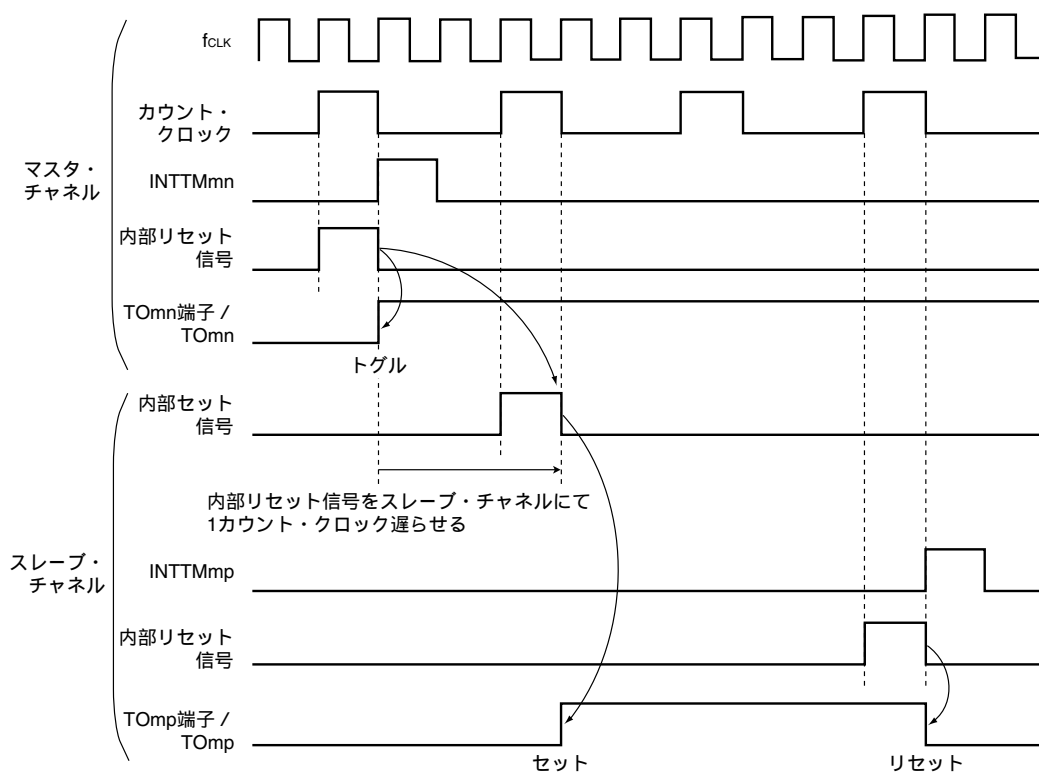 fCLK
カウント・
クロック
マスタ・
チャネル
INTTMmn
内部リセット
信号
TOmn端子 /
TOmn
トグル
内部セット
信号
内部リセット信号をスレーブ・チャネルにて
1カウント・クロック遅らせる
スレーブ・
チャネル
INTTMmp
内部リセット
信号
TOmp端子 /
TOmp
セット
リセット